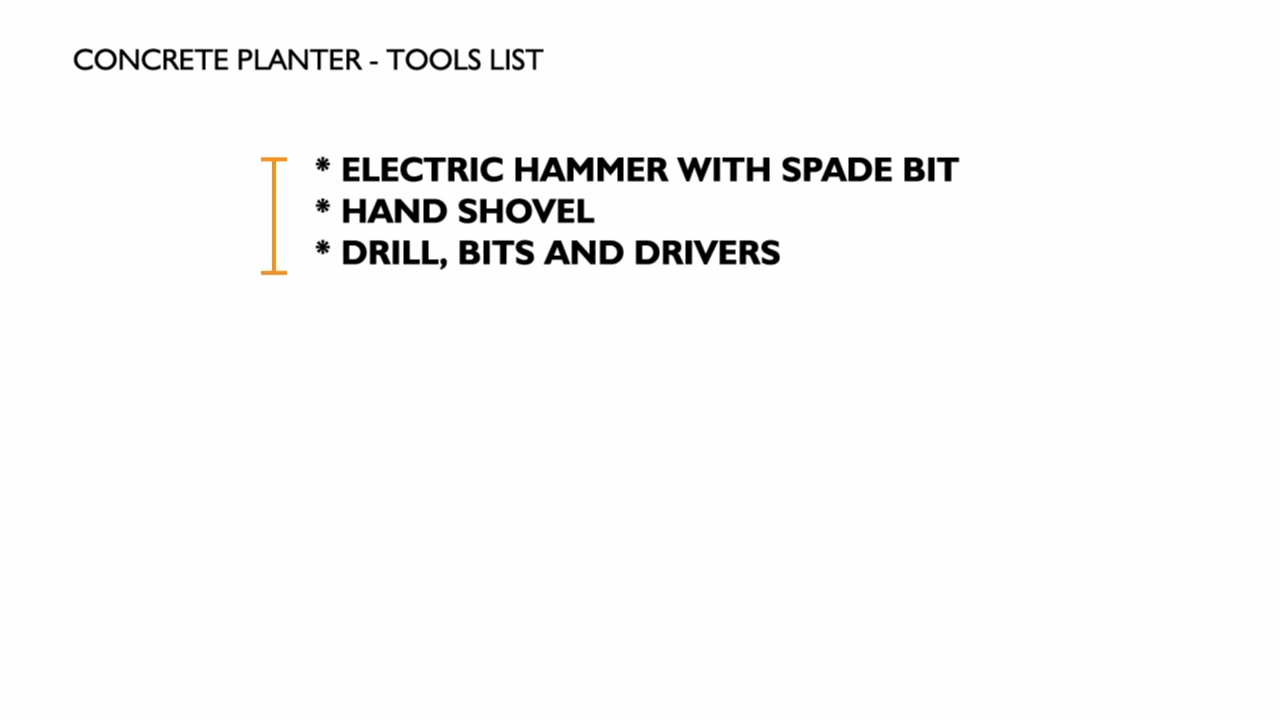 CONCRETE PLANTER - TOOLS LIST
* ELECTRIC HAMMER WITH SPADE BIT
* HAND SHOVEL
* DRILL, BITS AND DRIVERS